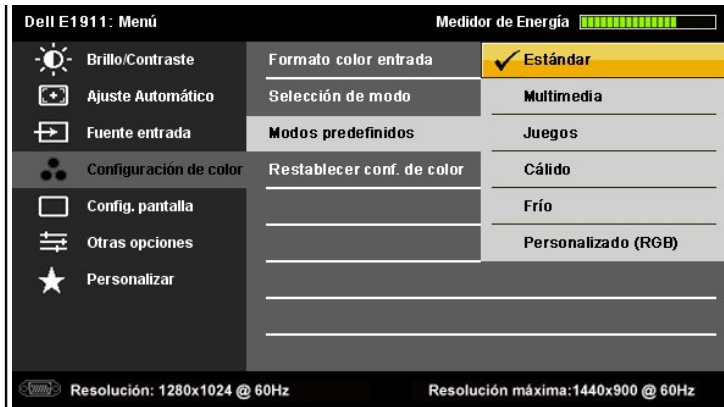 Dell E1911: Menú
Medidor de Energía
Brillo/Contraste
Ajuste Automático
Fuente entrada
Configuración de color
Config. pantalla
Otras opciones
Personalizar
Formato color entrada
Selección de modo
Modos predefinidos
Restablecer conf. de color
Estándar
Multimedia
Juegos
Cálido
Frío
Personalizado (RGB)
Resolución: 1280x1024 @ 60Hz
Resolución máxima:1440x900 @ 60Hz